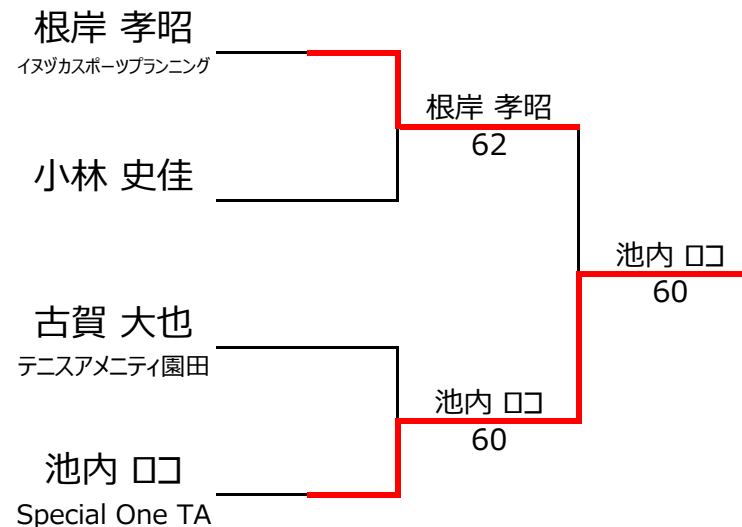 根岸 孝昭
イヌヅカスポーツプランニング
小林 史佳
古賀 大也
テニスアメニティ園田
池内 ロコ
Special One TA
根岸 孝昭
62
池内 ロコ
60
池内 ロコ
60